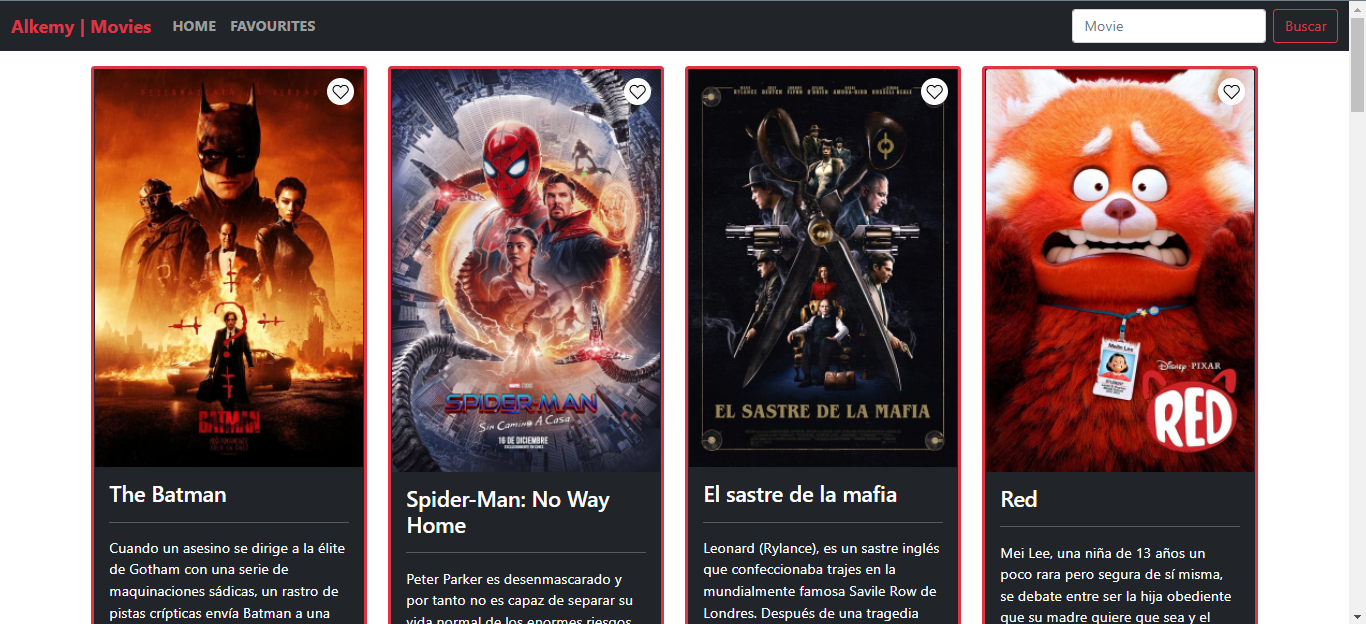 Alkemy | Movies
HOME
FAVOURITES
Movie
Buscar
BATMAN
The Batman
Cuando un asesino se dirige a la élite
de Gotham con una serie de
maquinaciones sádicas, un rastro de
pistas crípticas envía Batman a una
SPIDER-MAN
SIN CAMINO A CASA
16 DE DICIEMBRE
Spider-Man: No Way
Home
Peter Parker es desenmascarado y
por tanto no es capaz de separar su
vida normal de los enormes riesgos
EL SASTRE DE LA MAFIA
El sastre de la mafia
Leonard (Rylance), es un sastre inglés
que confeccionaba trajes en la
mundialmente famosa Savile Row de
Londres. Después de una tragedia
Meilin Lee
DISNEY · PIXAR
RED
Red
Mei Lee, una niña de 13 años un
poco rara pero segura de sí misma,
se debate entre ser la hija obediente
que su madre quiere que sea y el